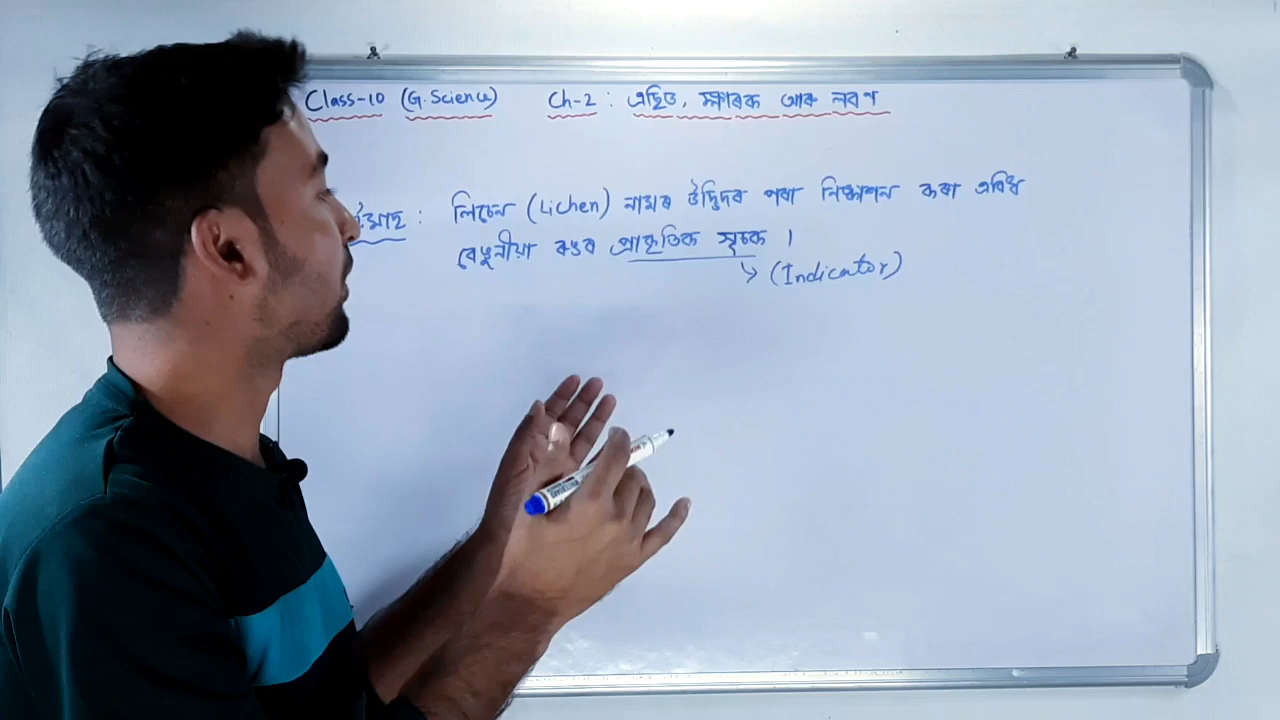 Class-10 (G. Science) Ch-2 : এছিড, ক্ষাৰক আৰু লৱণ
: লিচেন (Lichen) নামৰ উদ্ভিদৰ পৰা নিষ্কাশন কৰা এবিধ
বেঙুনীয়া ৰঙৰ প্ৰাকৃতিক সূচক ।
(Indicator)